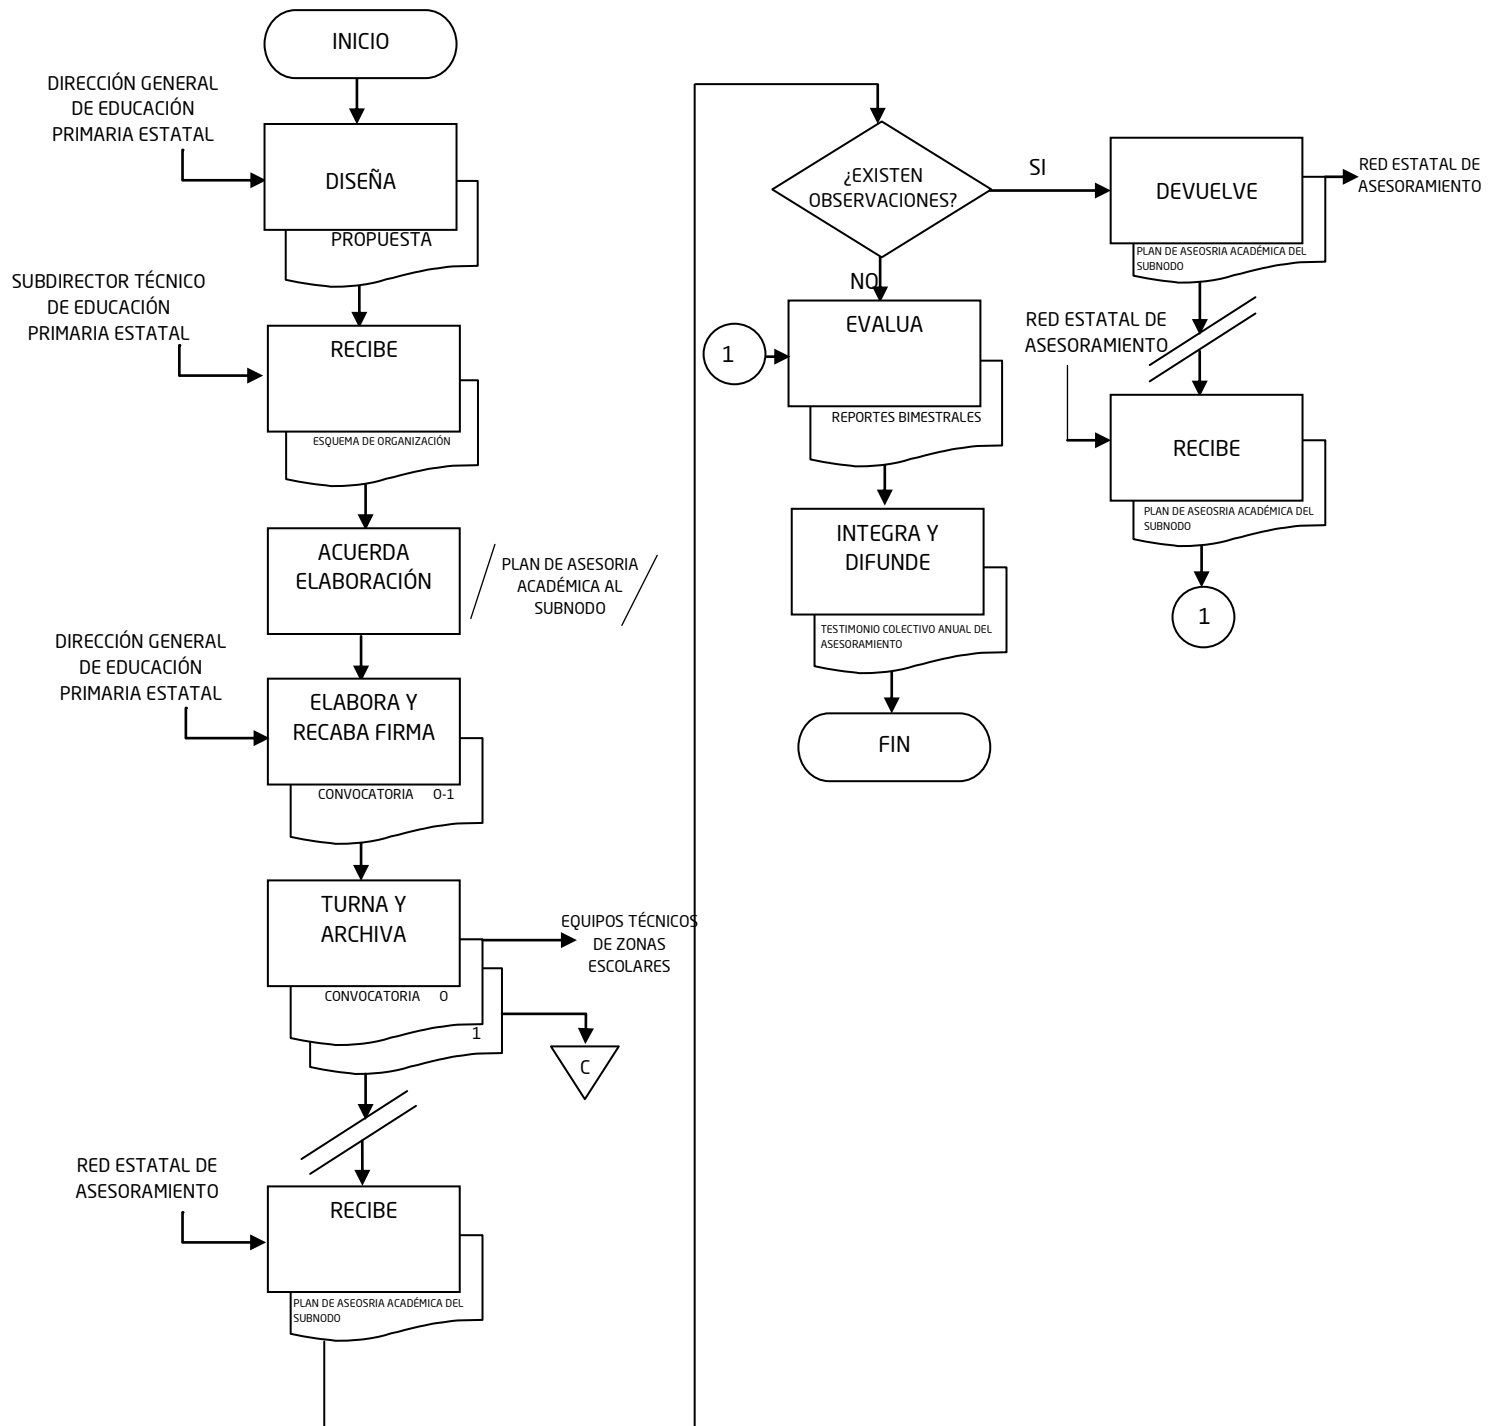 INICIO
DIRECCIÓN GENERAL
DE EDUCACIÓN
PRIMARIA ESTATAL
DISEÑA
PROPUESTA
SUBDIRECTOR TÉCNICO
DE EDUCACIÓN
PRIMARIA ESTATAL
RECIBE
ESQUEMA DE ORGANIZACIÓN
ACUERDA
ELABORACIÓN
PLAN DE ASESORIA
ACADÉMICA AL
SUBNODO
DIRECCIÓN GENERAL
DE EDUCACIÓN
PRIMARIA ESTATAL
ELABORA Y
RECABA FIRMA
CONVOCATORIA O-1
TURNA Y
ARCHIVA
EQUIPOS TÉCNICOS
DE ZONAS
ESCOLARES
CONVOCATORIA O
1
C
RED ESTATAL DE
ASESORAMIENTO
RECIBE
PLAN DE ASEOSRIA ACADÉMICA DEL
SUBNODO
¿EXISTEN
OBSERVACIONES?
SI
NO
DEVUELVE
RED ESTATAL DE
ASESORAMIENTO
PLAN DE ASEOSRIA ACADÉMICA DEL
SUBNODO
RED ESTATAL DE
ASESORAMIENTO
RECIBE
PLAN DE ASEOSRIA ACADÉMICA DEL
SUBNODO
1
1
EVALUA
REPORTES BIMESTRALES
INTEGRA Y
DIFUNDE
TESTIMONIO COLECTIVO ANUAL DEL
ASESORAMIENTO
FIN